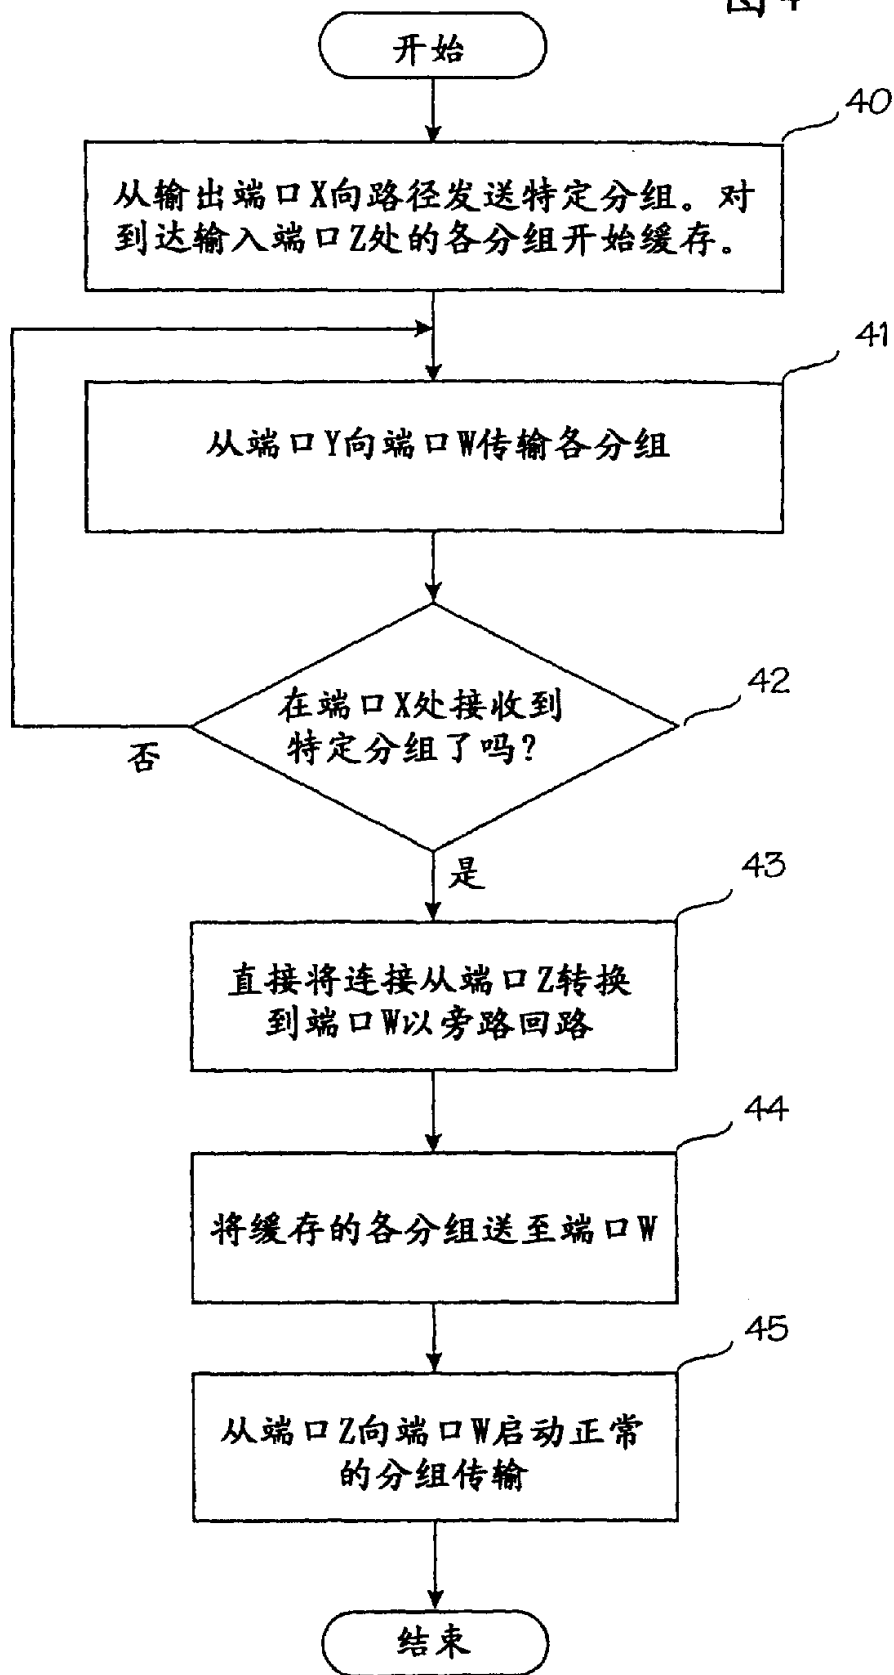 图4
开始
40
从输出端口X向路径发送特定分组。对
到达输入端口Z处的各分组开始缓存。
41
从端口Y向端口W传输各分组
42
在端口X处接收到
特定分组了吗?
否
是
43
直接将连接从端口Z转换
到端口W以旁路回路
44
将缓存的各分组送至端口W
45
从端口Z向端口W启动正常
的分组传输
结束